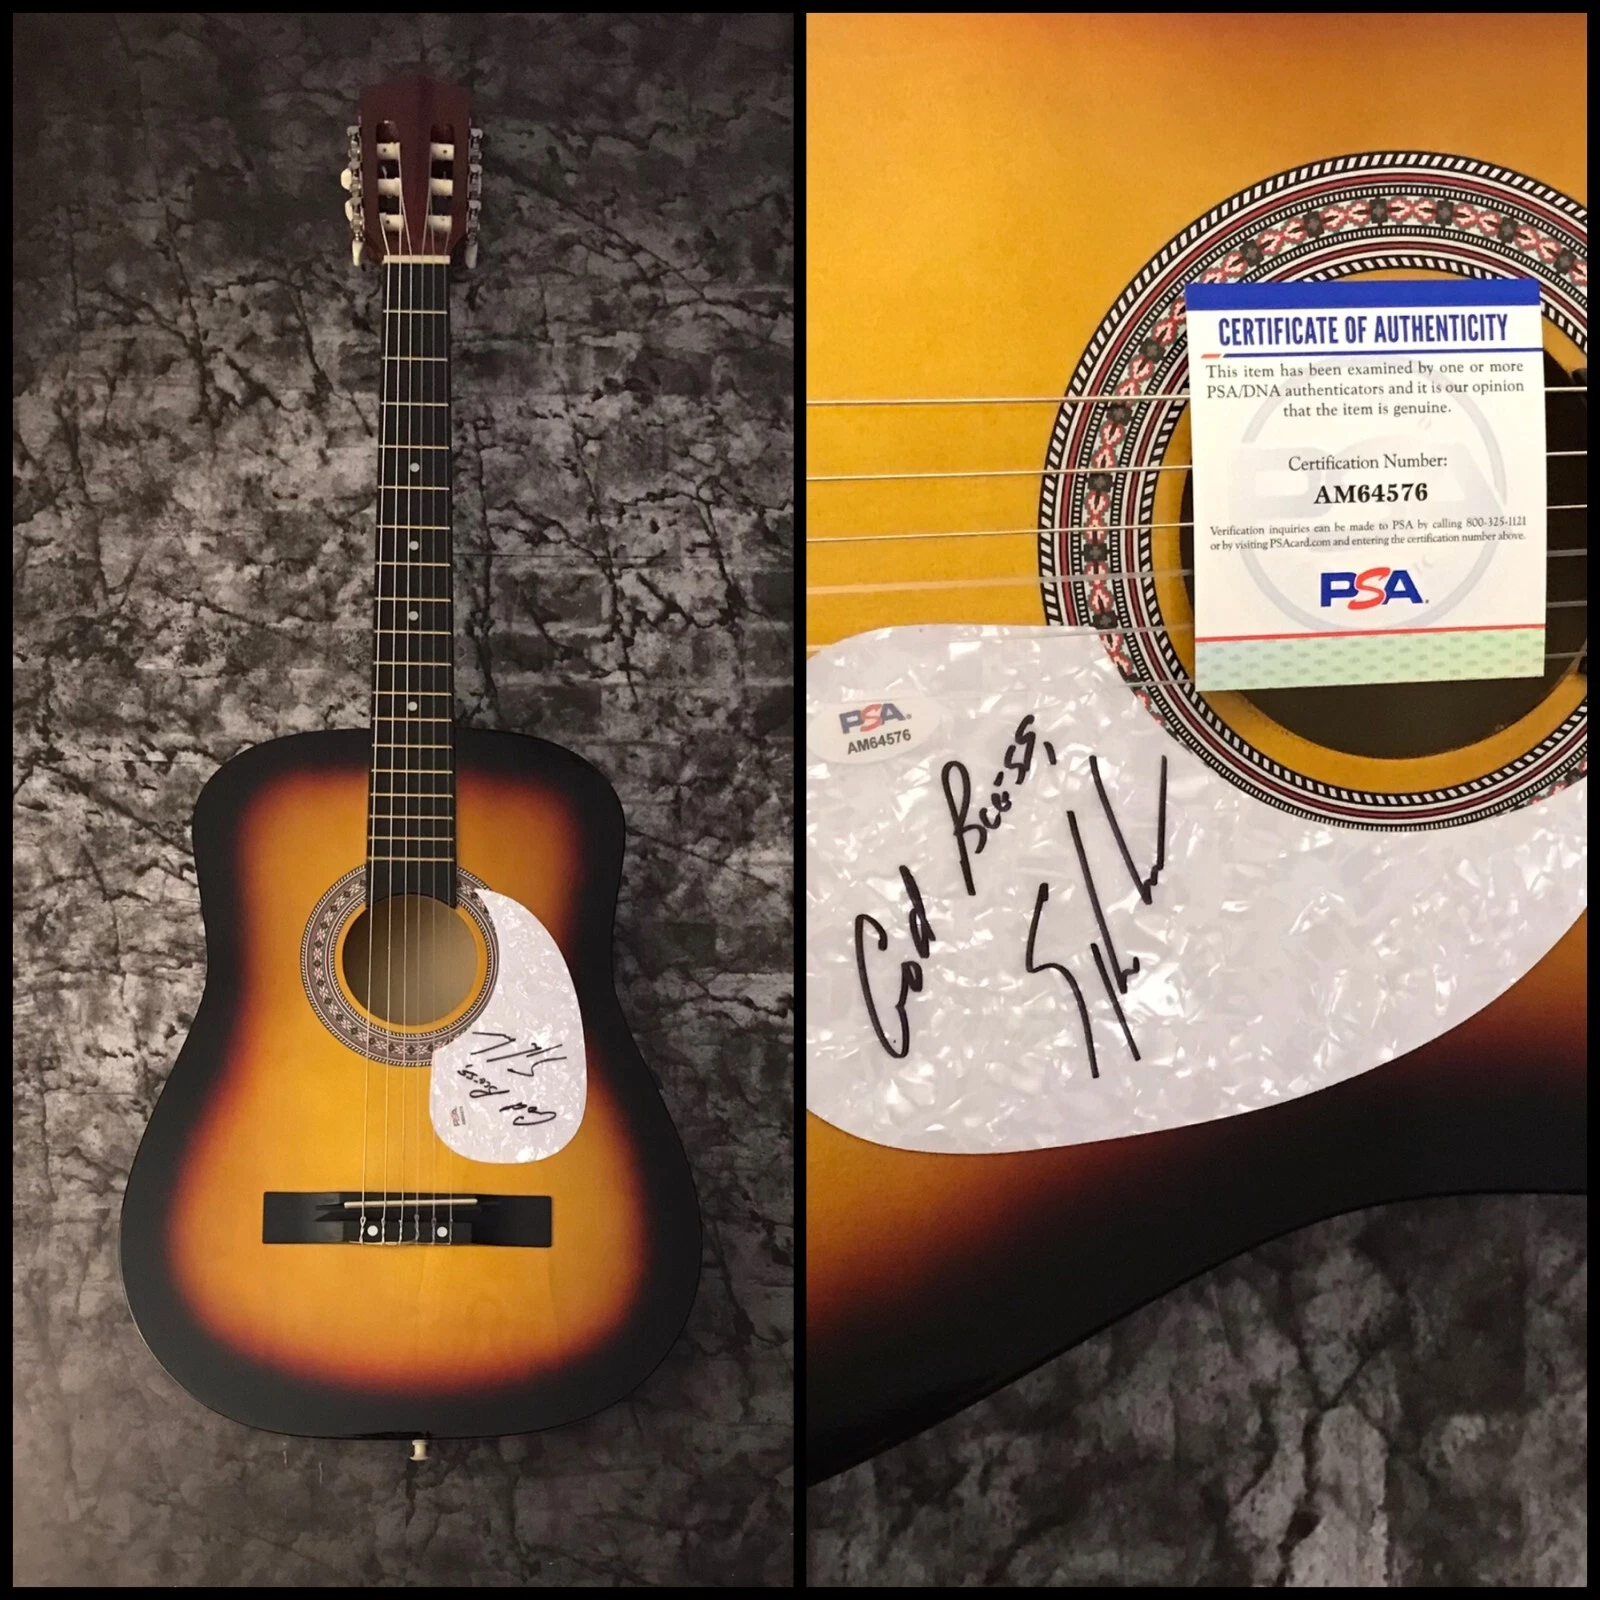 CERTIFICATE OF AUTHENTICITY
This item has been examined by one or more
PSA/DNA authenticators and it is our opinion
that the item is genuine.
Certification Number:
AM64576
Verification inquiries can be made to PSA by calling 800-325-1121
or by visiting PSAcard.com and entering the certification number above.
PSA
PSA
AM64576
God Bless,